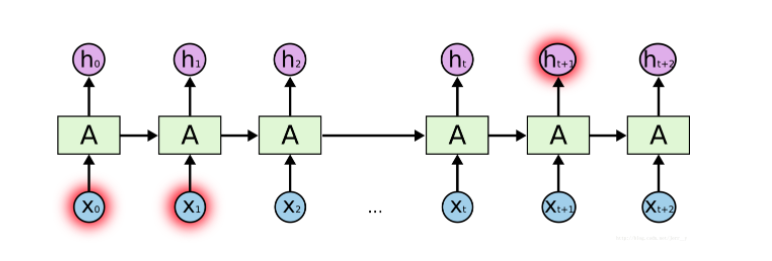 h₀ h₁ h₂ hₜ hₜ₊₁ hₜ₊₂
A A A A A A
x₀ x₁ x₂ ... xₜ xₜ₊₁ xₜ₊₂